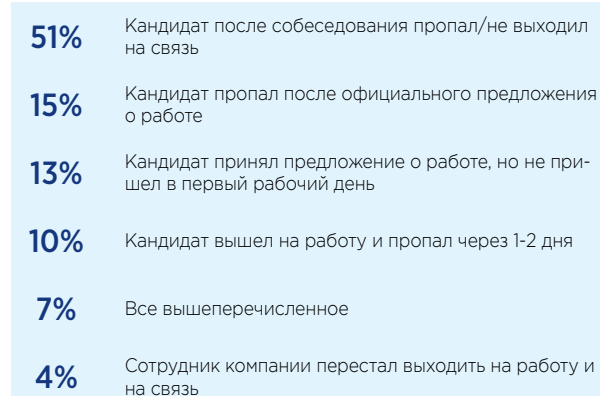 51%
Кандидат после собеседования пропал/не выходил
на связь
15%
Кандидат пропал после официального предложения
о работе
13%
Кандидат принял предложение о работе, но не при-
шел в первый рабочий день
10%
Кандидат вышел на работу и пропал через 1-2 дня
7%
Все вышеперечисленное
4%
Сотрудник компании перестал выходить на работу и
на связь